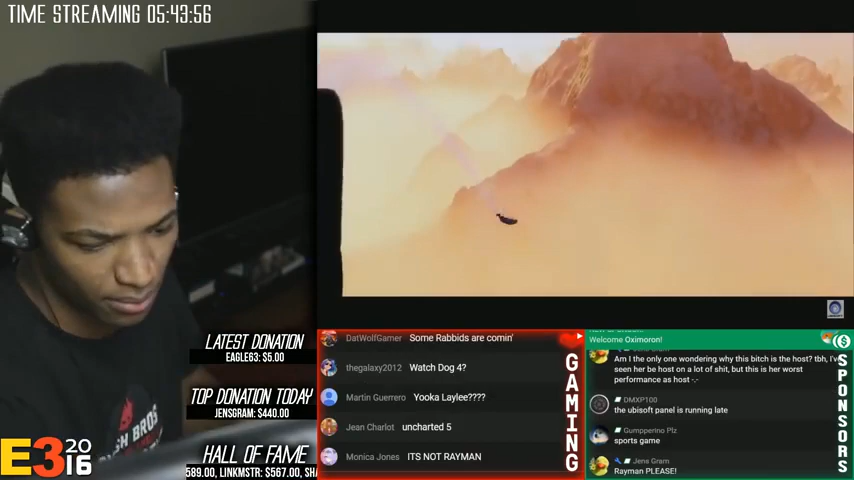 TIME STREAMING 05:43:56
LATEST DONATION
EAGLE63: $5.00
TOP DONATION TODAY
JENSGRAM: $440.00
HALL OF FAME
589.00, LINKMSTR: $567.00, SHA
E3 2016
DatWolfGamer Some Rabbids are comin'
thegalaxy2012 Watch Dog 4?
Martin Guerrero Yooka Laylee????
Jean Charlot uncharted 5
Monica Jones ITS NOT RAYMAN
GAMING
Welcome Oximoron!
Am I the only one wondering why this bitch is the host? tbh, I'v
seen her be host on a lot of shit, but this is her worst
performance as host -.-
DMXP100
the ubisoft panel is running late
Gumpperino Plz
sports game
Jens Gram
Rayman PLEASE!
SPONSORS